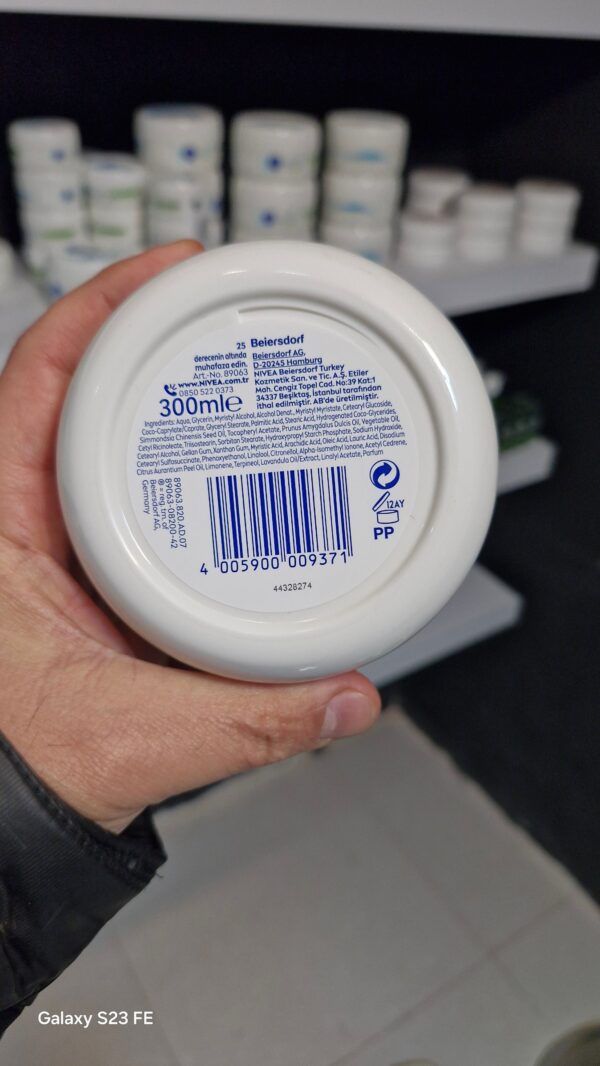 25
derecenin altında
muhafaza edin.
Art.-No. 89063
www.NIVEA.com.tr
0850 522 0373
300ml℮
Beiersdorf
Beiersdorf AG,
D-20245 Hamburg
NIVEA Beiersdorf Turkey
Kozmetik San. ve Tic. A.Ş. Etiler
Mah. Cengiz Topel Cad. No:39 Kat:1
34337 Beşiktaş, İstanbul tarafından
ithal edilmiştir. AB'de üretilmiştir.
Ingredients: Aqua, Glycerin, Myristyl Alcohol, Alcohol Denat., Myristyl Myristate, Cetearyl Glucoside,
Coco-Caprylate/Caprate, Glyceryl Stearate, Palmitic Acid, Stearic Acid, Hydrogenated Coco-Glycerides,
Simmondsia Chinensis Seed Oil, Tocopheryl Acetate, Prunus Amygdalus Dulcis Oil, Vegetable Oil,
Cetearyl Alcohol, Gellan Gum, Xanthan Gum, Hydroxypropyl Starch Phosphate, Sodium Hydroxide,
Cetyl Ricinoleate, Triisostearin, Sorbitan Stearate, Myristic Acid, Arachidic Acid, Oleic Acid, Lauric Acid, Disodium
Cetearyl Sulfosuccinate, Phenoxyethanol, Linalool, Citronellol, Alpha-Isomethyl Ionone, Acetyl Cedrene,
Citrus Aurantium Peel Oil, Limonene, Terpineol, Lavandula Oil/Extract, Linalyl Acetate, Parfum
89063.820.AD.07
89063-08200-42
® = reg. tm. of
Beiersdorf AG,
Germany
12AY
PP
4 005900 009371
44328274
Galaxy S23 FE